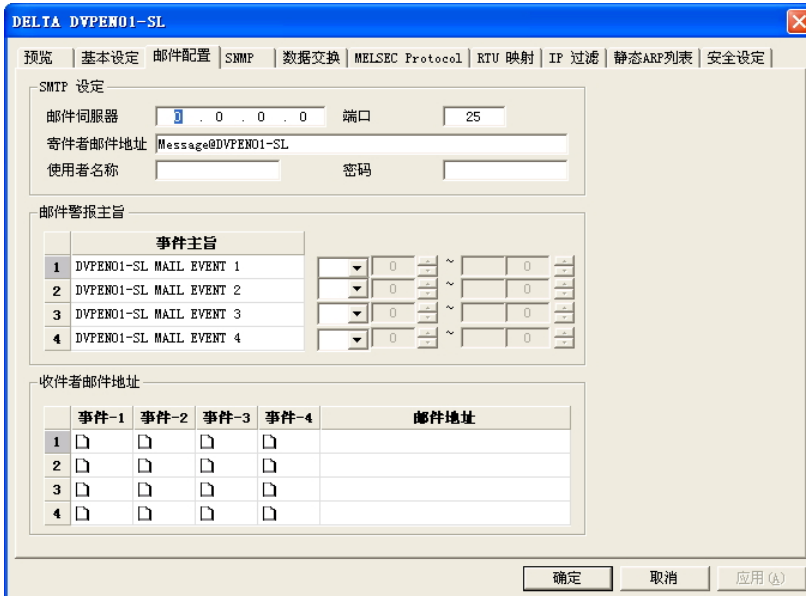 DELTA DVPEN01-SL
预览 基本设定 邮件配置 SNMP 数据交换 MELSEC Protocol RTU 映射 IP 过滤 静态ARP列表 安全设定
SMTP 设定
邮件伺服器 0 . 0 . 0 . 0 端口 25
寄件者邮件地址 Message@DVPEN01-SL
使用者名称 密码
邮件警报主旨
事件主旨
1 DVPEN01-SL MAIL EVENT 1 0 ~ 0
2 DVPEN01-SL MAIL EVENT 2 0 ~ 0
3 DVPEN01-SL MAIL EVENT 3 0 ~ 0
4 DVPEN01-SL MAIL EVENT 4 0 ~ 0
收件者邮件地址
事件-1 事件-2 事件-3 事件-4 邮件地址
1
2
3
4
确定 取消 应用(A)